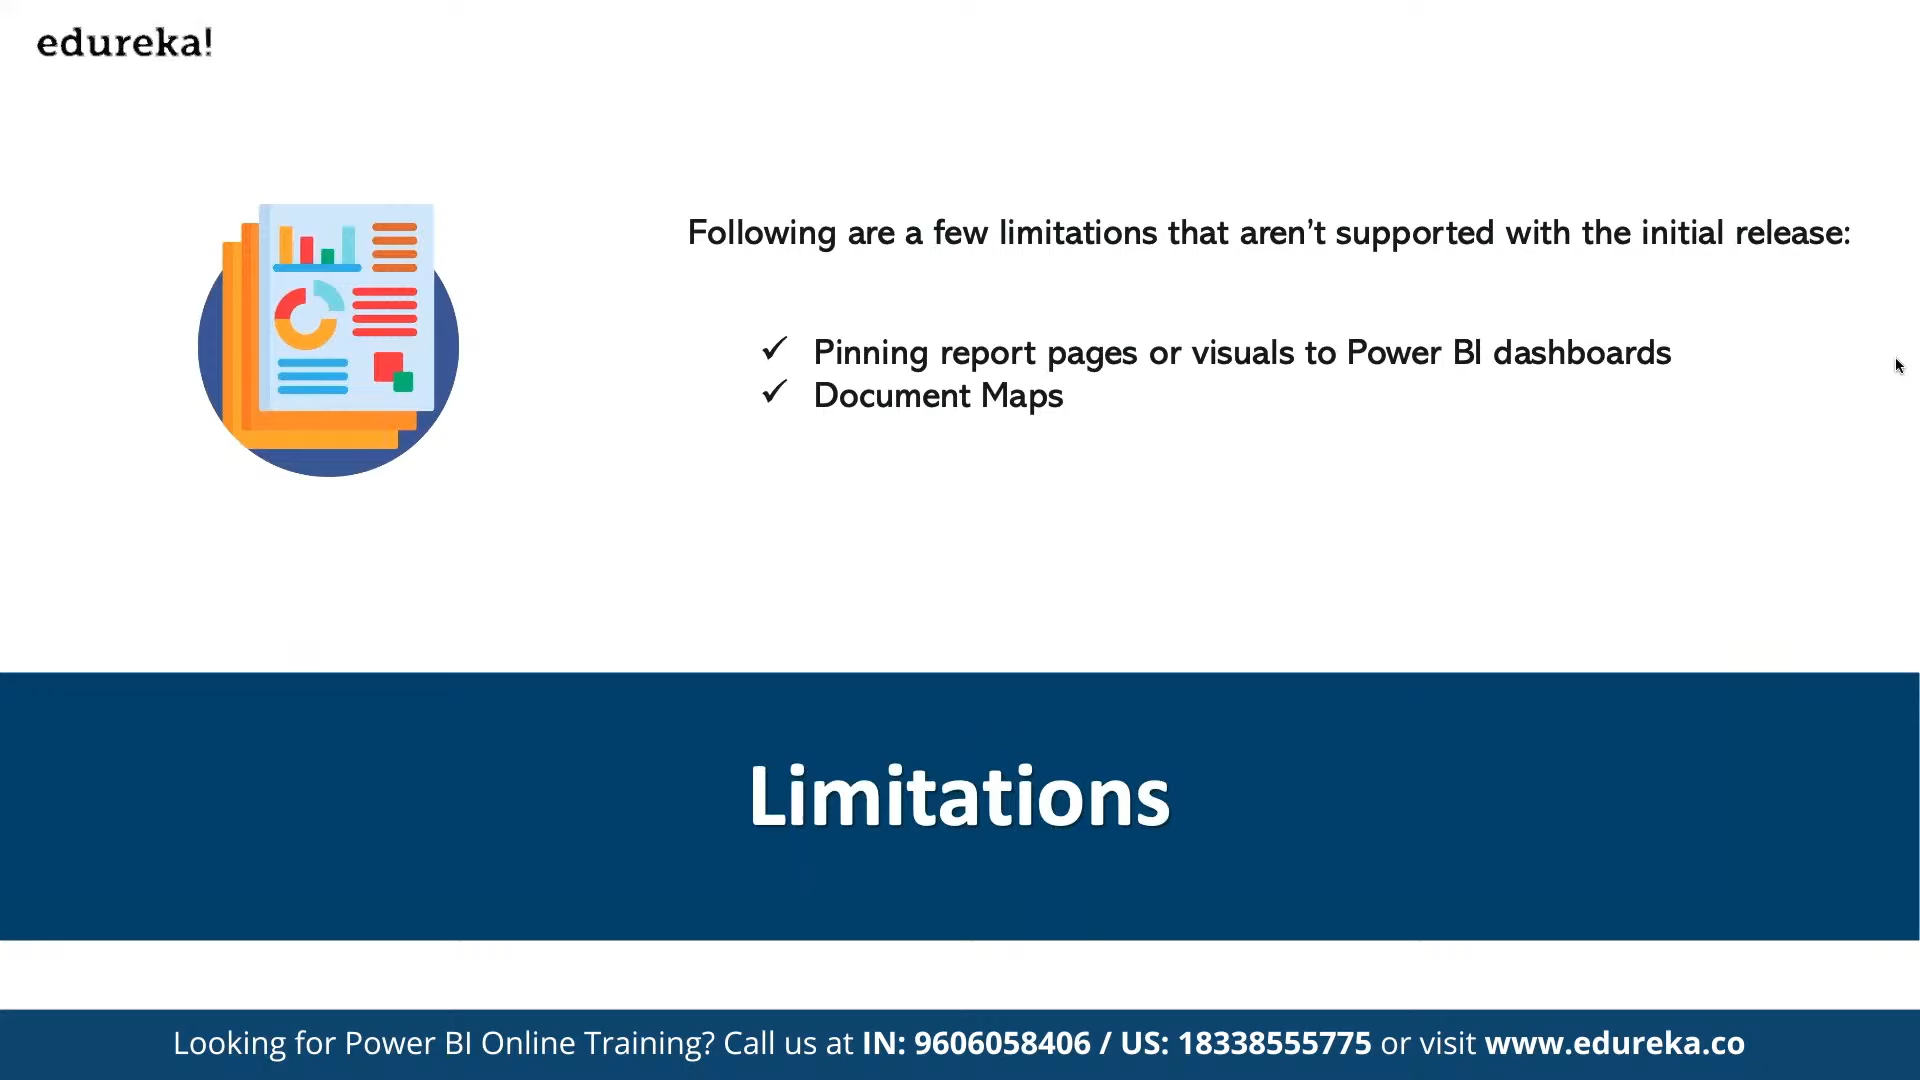 edureka!
Following are a few limitations that aren't supported with the initial release:
✓ Pinning report pages or visuals to Power BI dashboards
✓ Document Maps
Limitations
Looking for Power BI Online Training? Call us at IN: 9606058406 / US: 18338555775 or visit www.edureka.co